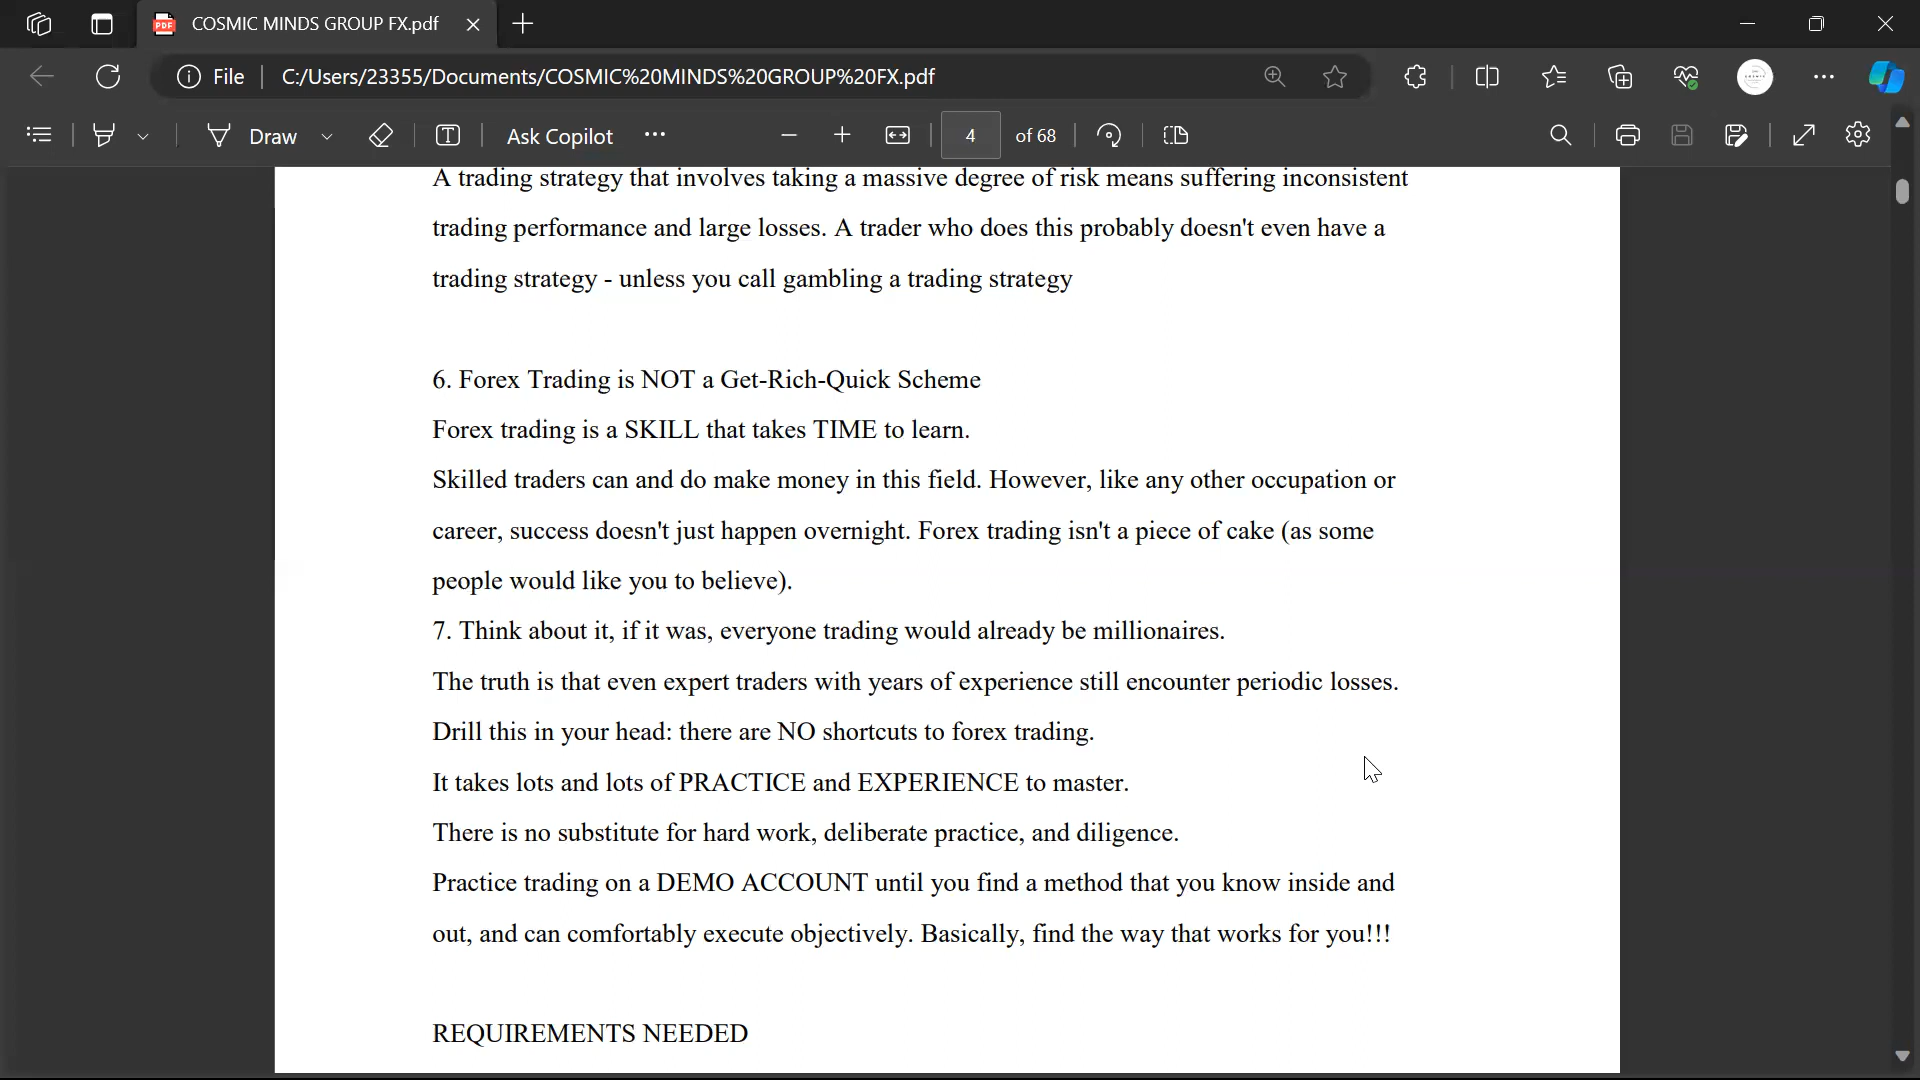 COSMIC MINDS GROUP FX.pdf
File
C:/Users/23355/Documents/COSMIC%20MINDS%20GROUP%20FX.pdf
Draw
Ask Copilot
4 of 68
A trading strategy that involves taking a massive degree of risk means suffering inconsistent
trading performance and large losses. A trader who does this probably doesn't even have a
trading strategy - unless you call gambling a trading strategy
6. Forex Trading is NOT a Get-Rich-Quick Scheme
Forex trading is a SKILL that takes TIME to learn.
Skilled traders can and do make money in this field. However, like any other occupation or
career, success doesn't just happen overnight. Forex trading isn't a piece of cake (as some
people would like you to believe).
7. Think about it, if it was, everyone trading would already be millionaires.
The truth is that even expert traders with years of experience still encounter periodic losses.
Drill this in your head: there are NO shortcuts to forex trading.
It takes lots and lots of PRACTICE and EXPERIENCE to master.
There is no substitute for hard work, deliberate practice, and diligence.
Practice trading on a DEMO ACCOUNT until you find a method that you know inside and
out, and can comfortably execute objectively. Basically, find the way that works for you!!!
REQUIREMENTS NEEDED